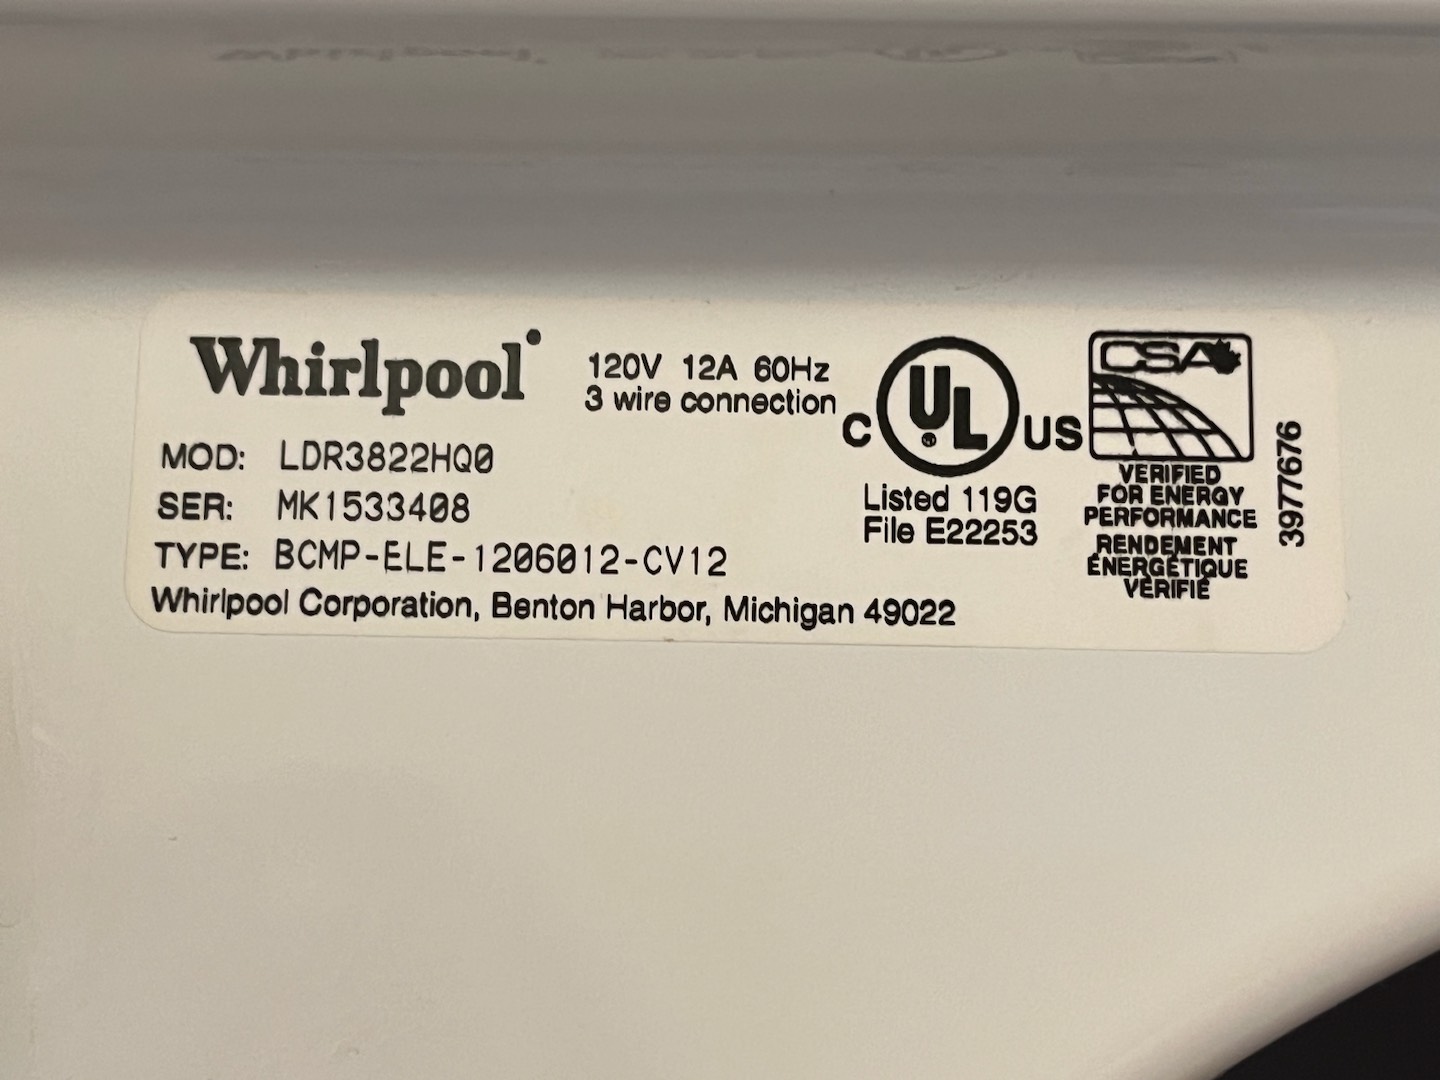 Whirlpool
120V 12A 60Hz
3 wire connection
MOD: LDR3822HQ0
SER: MK1533408
TYPE: BCMP-ELE-1206012-CV12
Whirlpool Corporation, Benton Harbor, Michigan 49022
C UL ® US
Listed 119G
File E22253
CSA
VERIFIED
FOR ENERGY
PERFORMANCE
RENDEMENT
ÉNERGÉTIQUE
VÉRIFIÉ
3977676